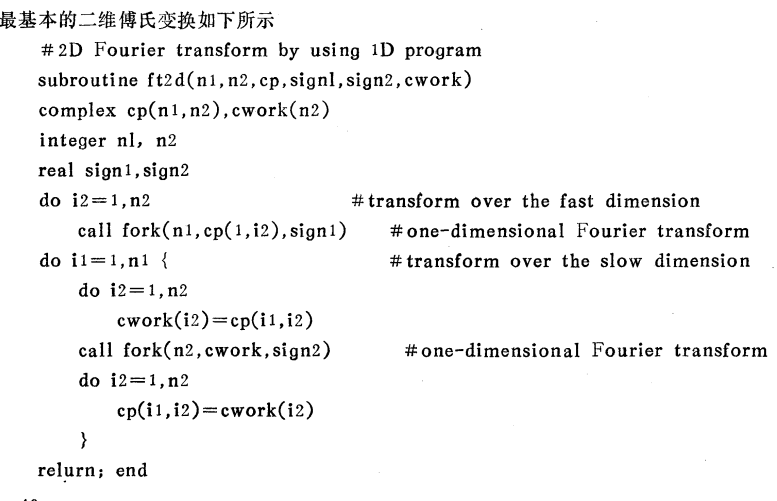 最基本的二维傅氏变换如下所示
#2D Fourier transform by using 1D program
subroutine ft2d(n1,n2,cp,signl,sign2,cwork)
complex cp(n1,n2),cwork(n2)
integer nl, n2
real sign1,sign2
do i2=1,n2 #transform over the fast dimension
call fork(n1,cp(1,i2),sign1) #one-dimensional Fourier transform
do i1=1,n1 { #transform over the slow dimension
do i2=1,n2
cwork(i2)=cp(i1,i2)
call fork(n2,cwork,sign2) #one-dimensional Fourier transform
do i2=1,n2
cp(i1,i2)=cwork(i2)
}
relurn; end